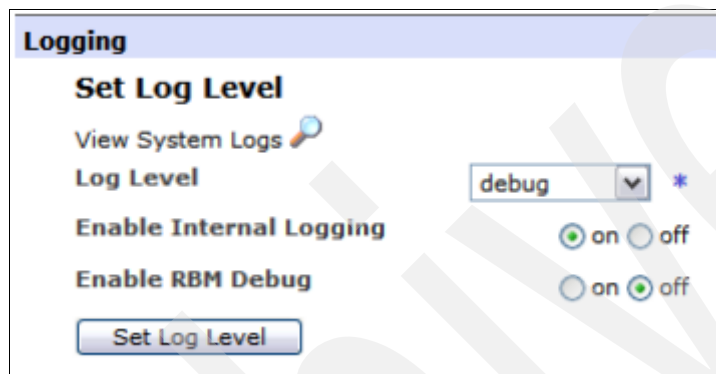 Logging
Set Log Level
View System Logs
Log Level debug *
Enable Internal Logging on off
Enable RBM Debug on off
Set Log Level